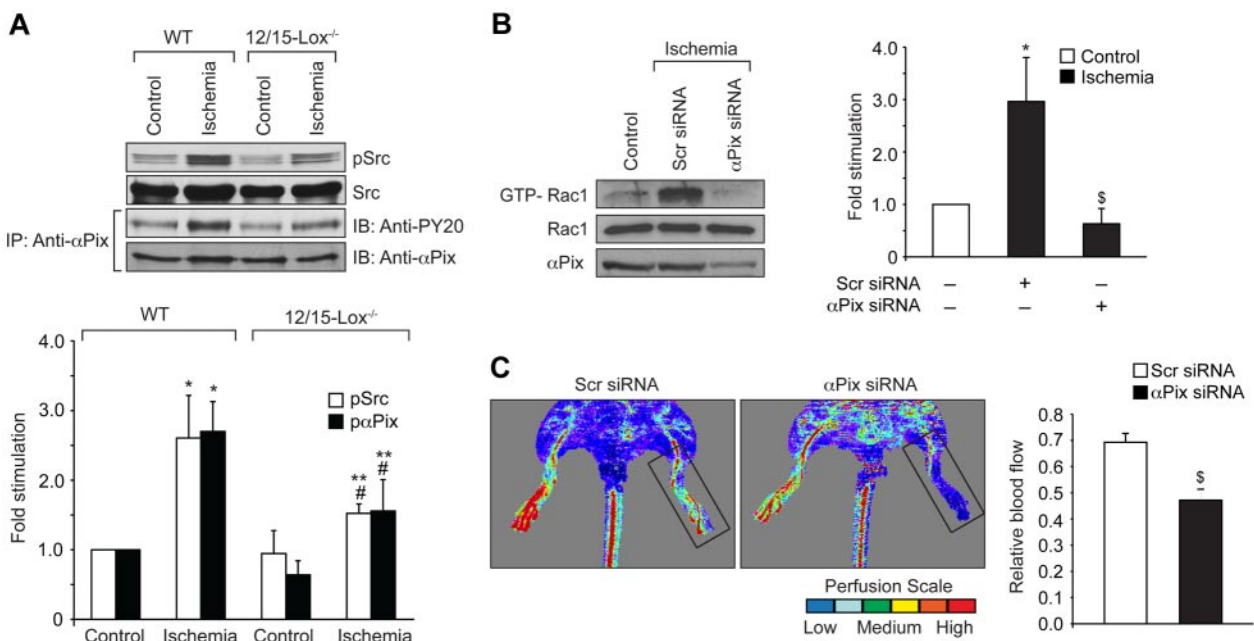 A
WT 12/15-Lox-/-
Control Ischemia Control Ischemia
pSrc
Src
IP: Anti-αPix
IB: Anti-PY20
IB: Anti-αPix
WT 12/15-Lox-/-
4.0
3.0
2.0
1.0
0
Fold stimulation
pSrc
pαPix
* * ** # ** #
Control Ischemia Control Ischemia
B
Ischemia
Control Scr siRNA αPix siRNA
GTP- Rac1
Rac1
αPix
4.0
3.0
2.0
1.0
0
Fold stimulation
Control
Ischemia
* $
Scr siRNA – + –
αPix siRNA – – +
C
Scr siRNA αPix siRNA
Perfusion Scale
Low Medium High
Scr siRNA
αPix siRNA
0.8
0.7
0.6
0.5
0.4
0.3
0.2
0.1
0.0
Relative blood flow
$